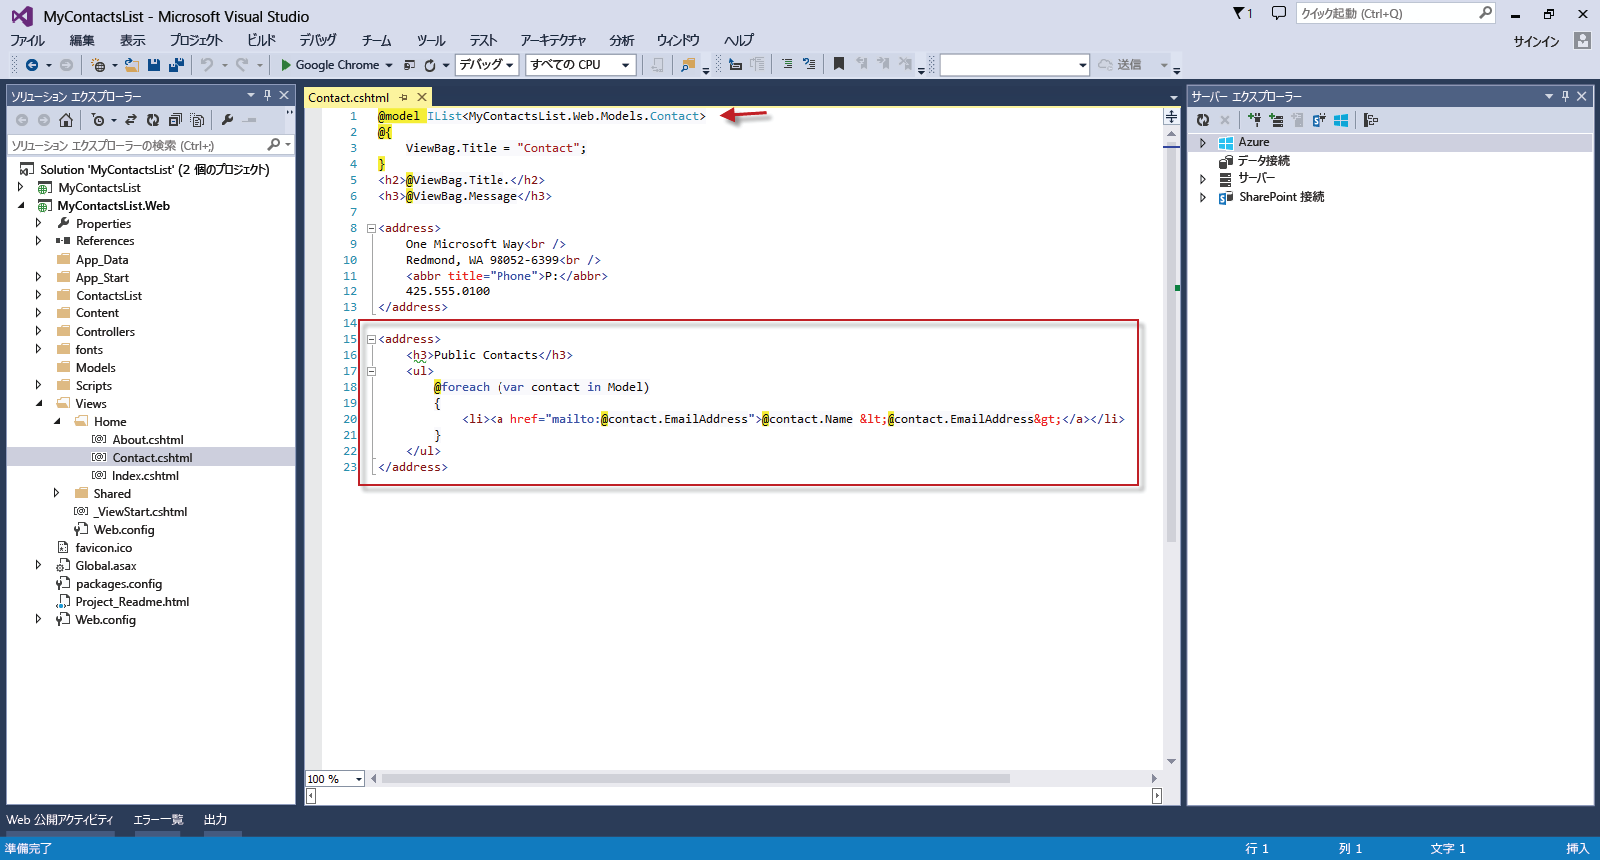 MyContactsList - Microsoft Visual Studio
1
クイック起動 (Ctrl+Q)
ファイル 編集 表示 プロジェクト ビルド デバッグ チーム ツール テスト アーキテクチャ 分析 ウィンドウ ヘルプ
サインイン
Google Chrome デバッグ すべての CPU 送信
ソリューション エクスプローラー
ソリューション エクスプローラーの検索 (Ctrl+;)
Solution 'MyContactsList' (2 個のプロジェクト)
MyContactsList
MyContactsList.Web
Properties
References
App_Data
App_Start
ContactsList
Content
Controllers
fonts
Models
Scripts
Views
Home
About.cshtml
Contact.cshtml
Index.cshtml
Shared
_ViewStart.cshtml
Web.config
favicon.ico
Global.asax
packages.config
Project_Readme.html
Web.config
Contact.cshtml
1 @model IList<MyContactsList.Web.Models.Contact>
2 @{
3 ViewBag.Title = "Contact";
4 }
5 <h2>@ViewBag.Title.</h2>
6 <h3>@ViewBag.Message</h3>
7
8 <address>
9 One Microsoft Way<br />
10 Redmond, WA 98052-6399<br />
11 <abbr title="Phone">P:</abbr>
12 425.555.0100
13 </address>
14
15 <address>
16 <h3>Public Contacts</h3>
17 <ul>
18 @foreach (var contact in Model)
19 {
20 <li><a href="mailto:@contact.EmailAddress">@contact.Name &lt;@contact.EmailAddress&gt;</a></li>
21 }
22 </ul>
23 </address>
100 %
サーバー エクスプローラー
Azure
データ接続
サーバー
SharePoint 接続
Web 公開アクティビティ エラー一覧 出力
準備完了 行 1 列 1 文字 1 挿入